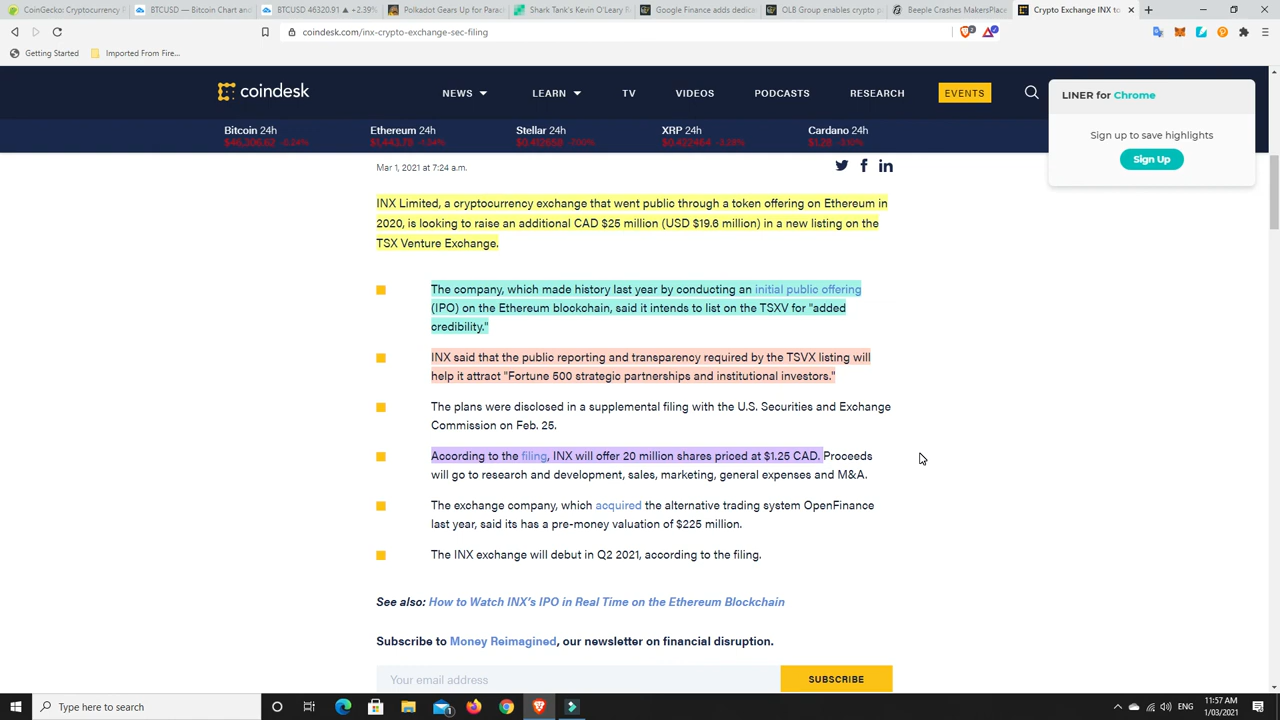 CoinGecko: Cryptocurrency
BTCUSD — Bitcoin Chart and
BTCUSD 46320.91 ▲ +2.39%
Polkadot Gears Up for Parac
Shark Tank's Kevin O'Leary R
Google Finance adds dedic
OLB Group enables crypto p
Beeple Crashes MakersPlace
Crypto Exchange INX to
coindesk.com/inx-crypto-exchange-sec-filing
Getting Started
Imported From Fire...
coindesk
NEWS
LEARN
TV
VIDEOS
PODCASTS
RESEARCH
EVENTS
LINER for Chrome
Sign up to save highlights
Sign Up
Bitcoin 24h
Ethereum 24h
Stellar 24h
XRP 24h
Cardano 24h
Mar 1, 2021 at 7:24 a.m.
INX Limited, a cryptocurrency exchange that went public through a token offering on Ethereum in
2020, is looking to raise an additional CAD $25 million (USD $19.6 million) in a new listing on the
TSX Venture Exchange.
The company, which made history last year by conducting an initial public offering
(IPO) on the Ethereum blockchain, said it intends to list on the TSXV for "added
credibility."
INX said that the public reporting and transparency required by the TSVX listing will
help it attract "Fortune 500 strategic partnerships and institutional investors."
The plans were disclosed in a supplemental filing with the U.S. Securities and Exchange
Commission on Feb. 25.
According to the filing, INX will offer 20 million shares priced at $1.25 CAD. Proceeds
will go to research and development, sales, marketing, general expenses and M&A.
The exchange company, which acquired the alternative trading system OpenFinance
last year, said its has a pre-money valuation of $225 million.
The INX exchange will debut in Q2 2021, according to the filing.
See also: How to Watch INX's IPO in Real Time on the Ethereum Blockchain
Subscribe to Money Reimagined, our newsletter on financial disruption.
Your email address
SUBSCRIBE
Type here to search
ENG
11:57 AM
1/03/2021